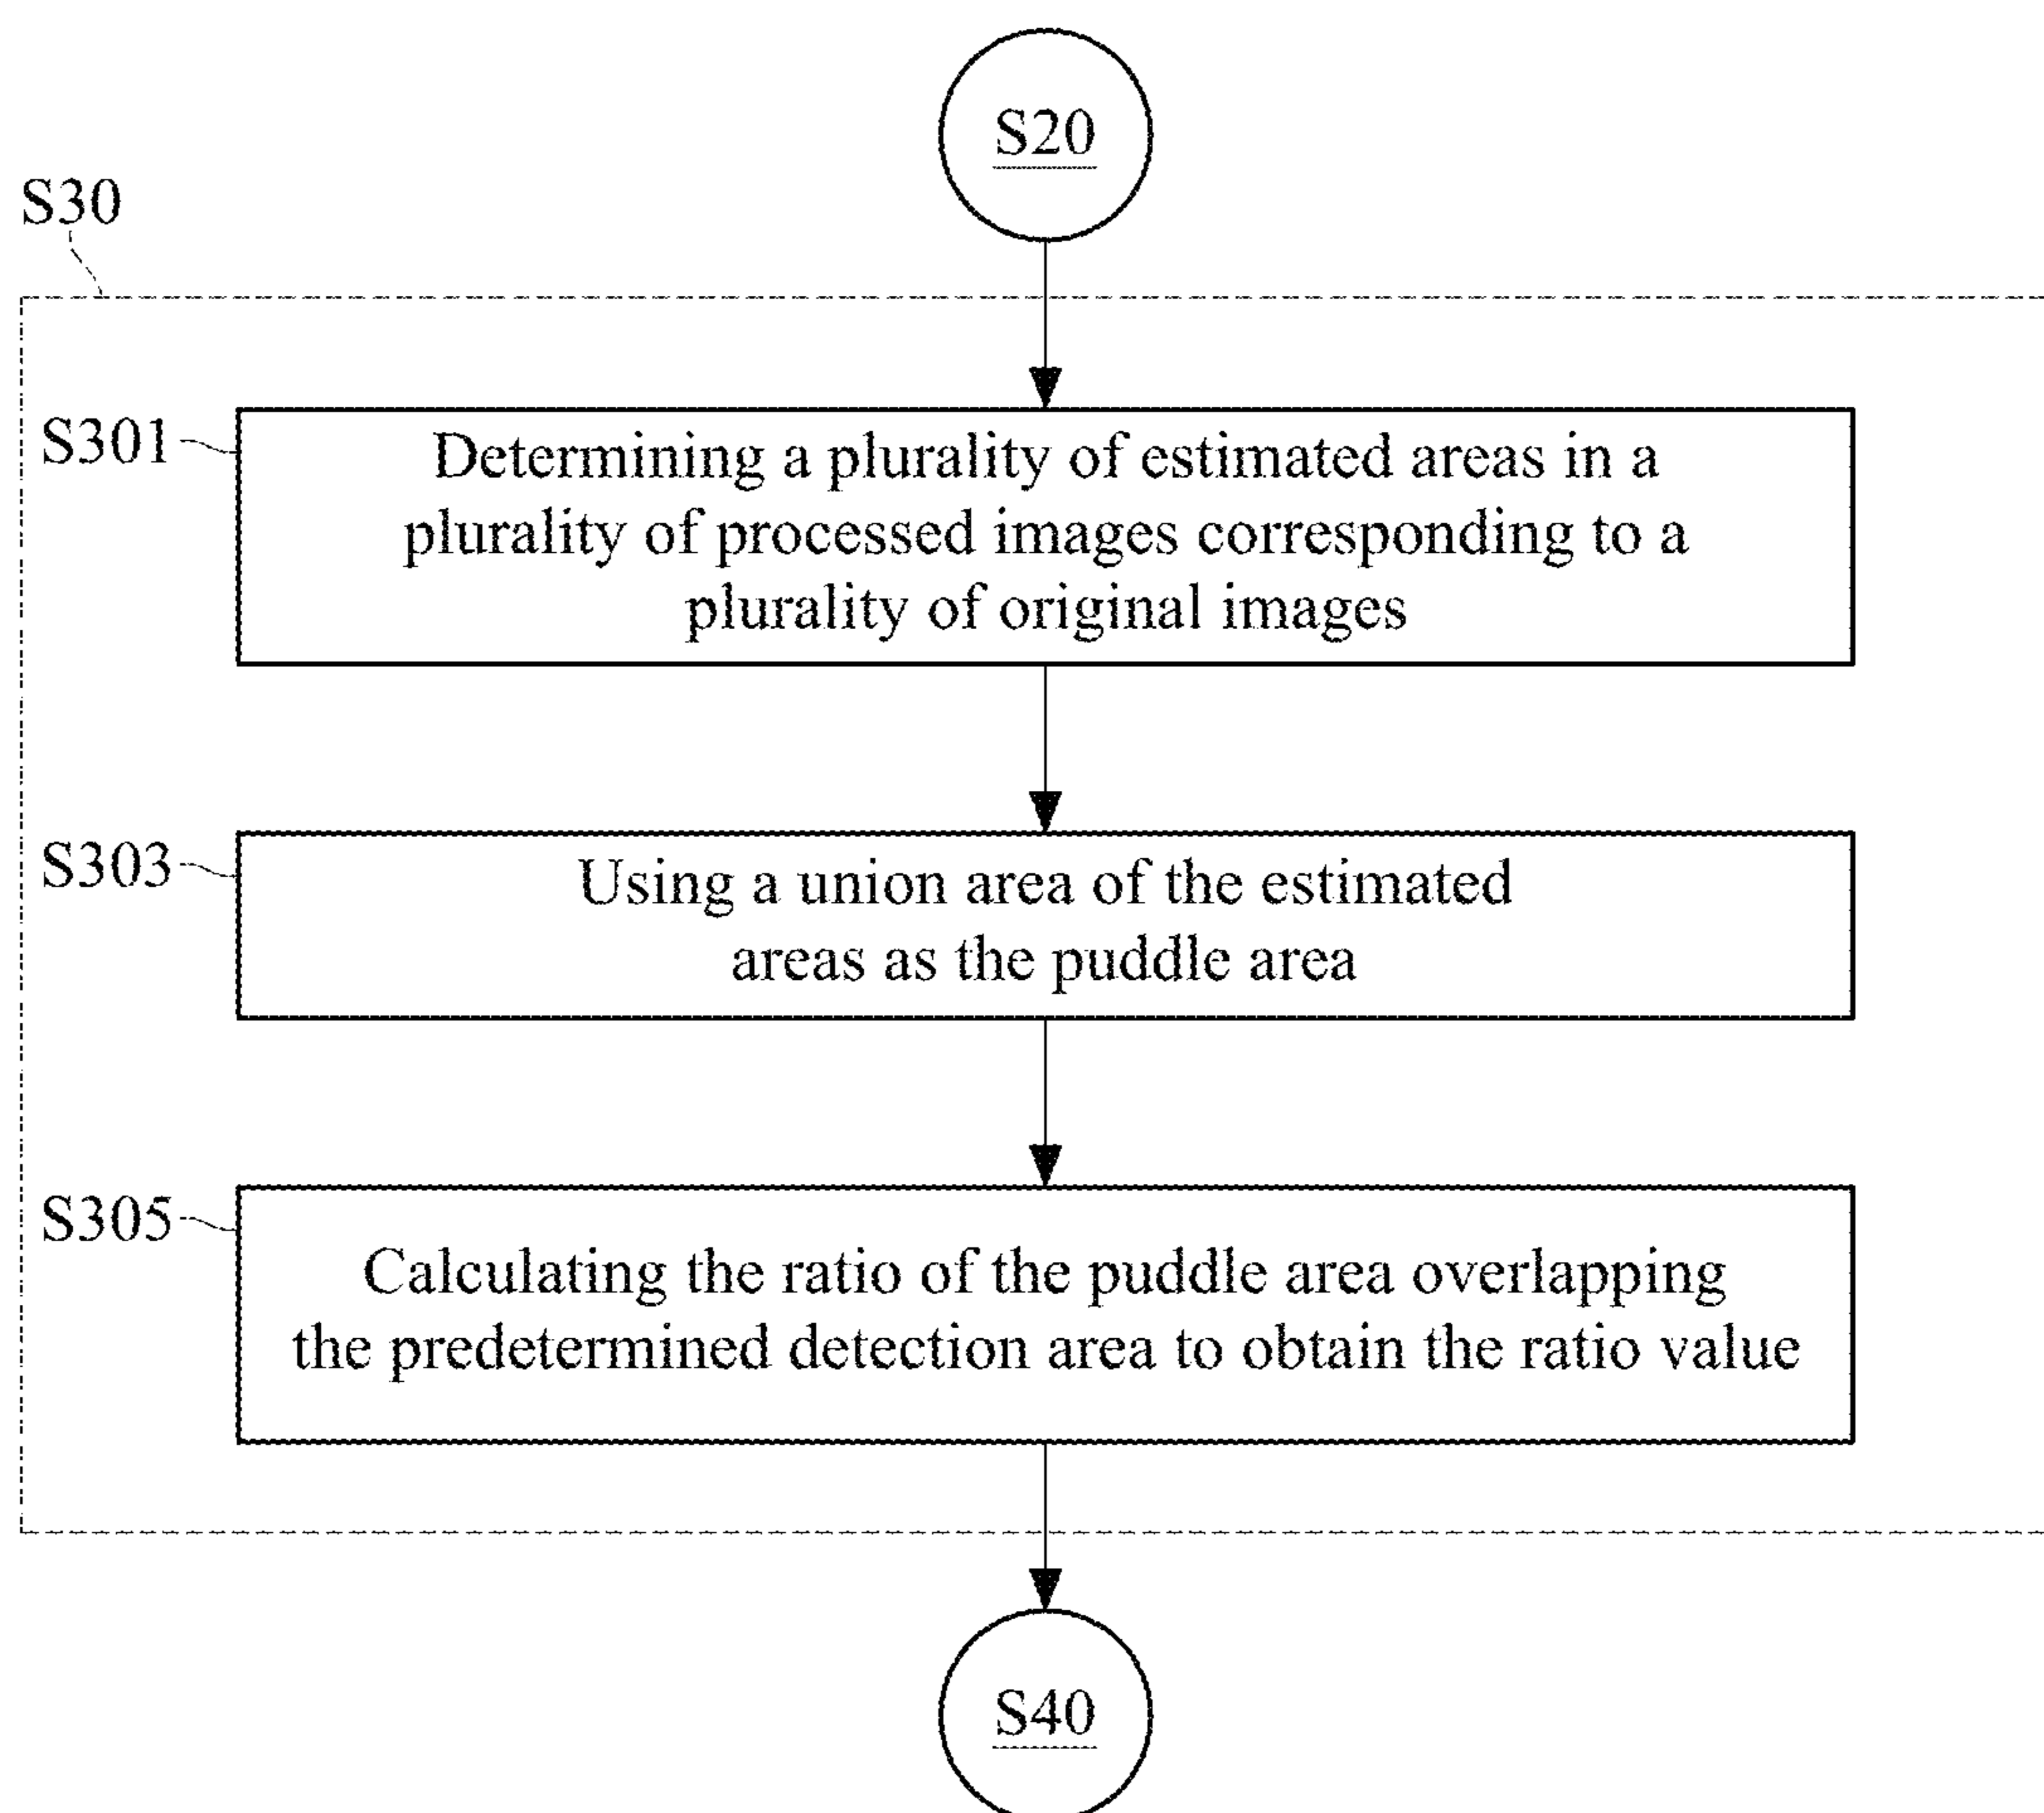 S20
S30
S301
Determining a plurality of estimated areas in a
plurality of processed images corresponding to a
plurality of original images
S303
Using a union area of the estimated
areas as the puddle area
S305
Calculating the ratio of the puddle area overlapping
the predetermined detection area to obtain the ratio value
S40